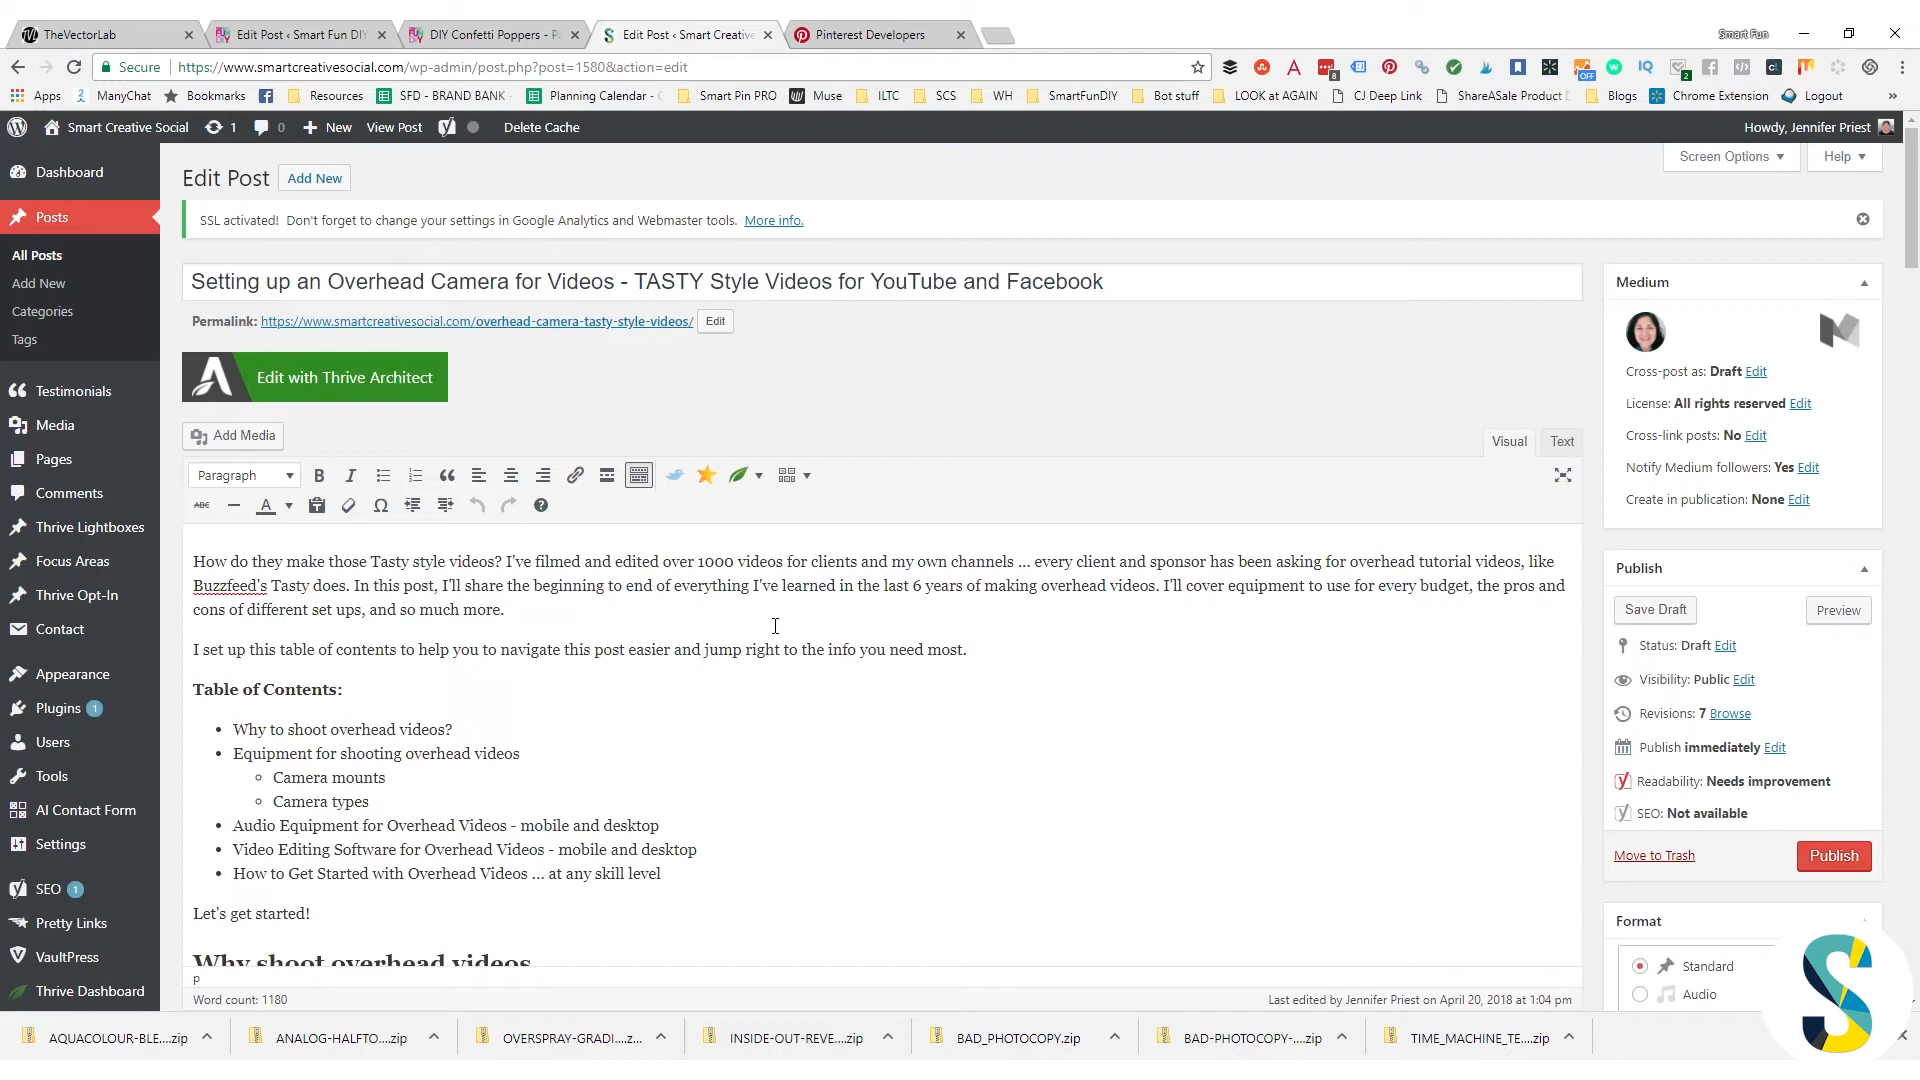 TheVectorLab
Edit Post ‹ Smart Fun DIY
DIY Confetti Poppers - Pa
Edit Post ‹ Smart Creative
Pinterest Developers
Smart Fun
Secure
https://www.smartcreativesocial.com/wp-admin/post.php?post=1580&action=edit
Apps
ManyChat
Bookmarks
Resources
SFD - BRAND BANK
Planning Calendar -
Smart Pin PRO
Muse
ILTC
SCS
WH
SmartFunDIY
Bot stuff
LOOK at AGAIN
CJ Deep Link
ShareASale Product
Blogs
Chrome Extension
Logout
»
Smart Creative Social
1
0
New
View Post
Delete Cache
Howdy, Jennifer Priest
Dashboard
Posts
All Posts
Add New
Categories
Tags
Testimonials
Media
Pages
Comments
Thrive Lightboxes
Focus Areas
Thrive Opt-In
Contact
Appearance
Plugins 1
Users
Tools
AI Contact Form
Settings
SEO 1
Pretty Links
VaultPress
Thrive Dashboard
Screen Options
Help
Edit Post
Add New
SSL activated! Don't forget to change your settings in Google Analytics and Webmaster tools. More info.
Setting up an Overhead Camera for Videos - TASTY Style Videos for YouTube and Facebook
Permalink: https://www.smartcreativesocial.com/overhead-camera-tasty-style-videos/ Edit
Edit with Thrive Architect
Add Media
Visual
Text
Paragraph
B
I
ABC
A
Ω
How do they make those Tasty style videos? I've filmed and edited over 1000 videos for clients and my own channels ... every client and sponsor has been asking for overhead tutorial videos, like
Buzzfeed's Tasty does. In this post, I'll share the beginning to end of everything I've learned in the last 6 years of making overhead videos. I'll cover equipment to use for every budget, the pros and
cons of different set ups, and so much more.
I set up this table of contents to help you to navigate this post easier and jump right to the info you need most.
Table of Contents:
Why to shoot overhead videos?
Equipment for shooting overhead videos
Camera mounts
Camera types
Audio Equipment for Overhead Videos - mobile and desktop
Video Editing Software for Overhead Videos - mobile and desktop
How to Get Started with Overhead Videos ... at any skill level
Let's get started!
Why shoot overhead videos
p
Word count: 1180
Last edited by Jennifer Priest on April 20, 2018 at 1:04 pm
Medium
Cross-post as: Draft Edit
License: All rights reserved Edit
Cross-link posts: No Edit
Notify Medium followers: Yes Edit
Create in publication: None Edit
Publish
Save Draft
Preview
Status: Draft Edit
Visibility: Public Edit
Revisions: 7 Browse
Publish immediately Edit
Readability: Needs improvement
SEO: Not available
Move to Trash
Publish
Format
Standard
Audio
AQUACOLOUR-BLE....zip
ANALOG-HALFTO....zip
OVERSPRAY-GRADI....z...
INSIDE-OUT-REVE....zip
BAD_PHOTOCOPY.zip
BAD-PHOTOCOPY-....zip
TIME_MACHINE_TE....zip